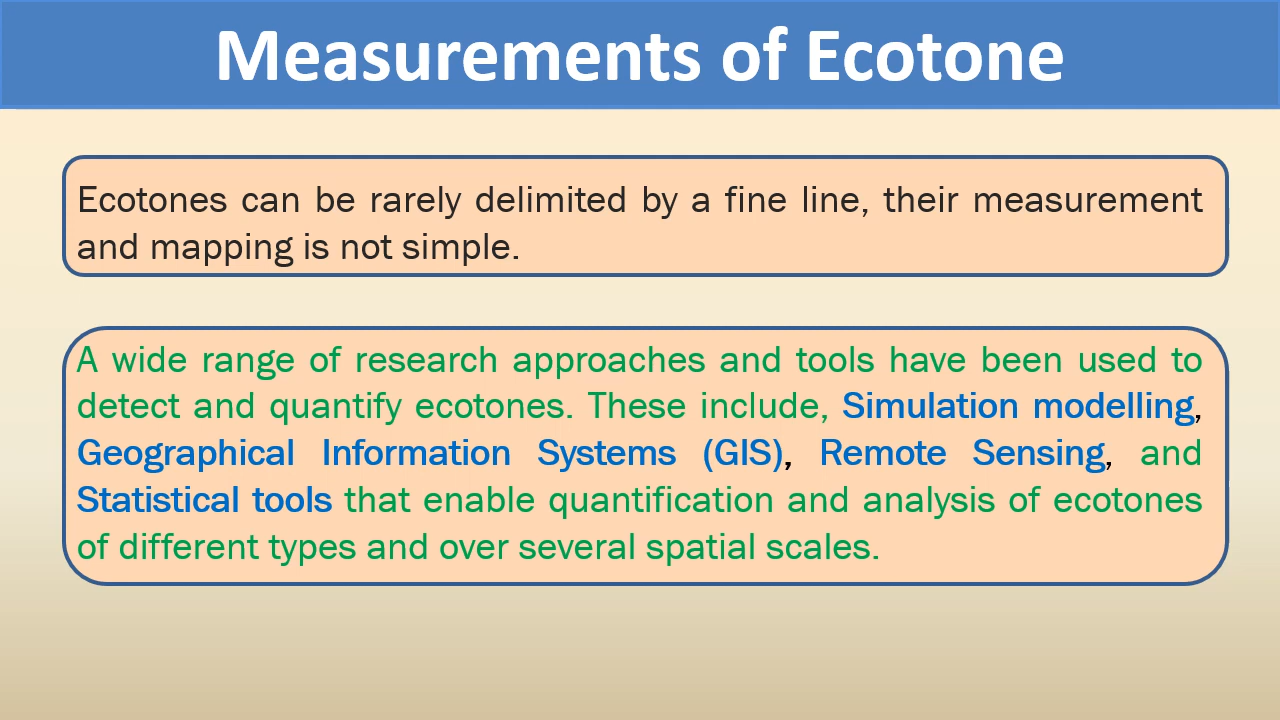 Measurements of Ecotone
Ecotones can be rarely delimited by a fine line, their measurement
and mapping is not simple.
A wide range of research approaches and tools have been used to
detect and quantify ecotones. These include, Simulation modelling,
Geographical Information Systems (GIS), Remote Sensing, and
Statistical tools that enable quantification and analysis of ecotones
of different types and over several spatial scales.